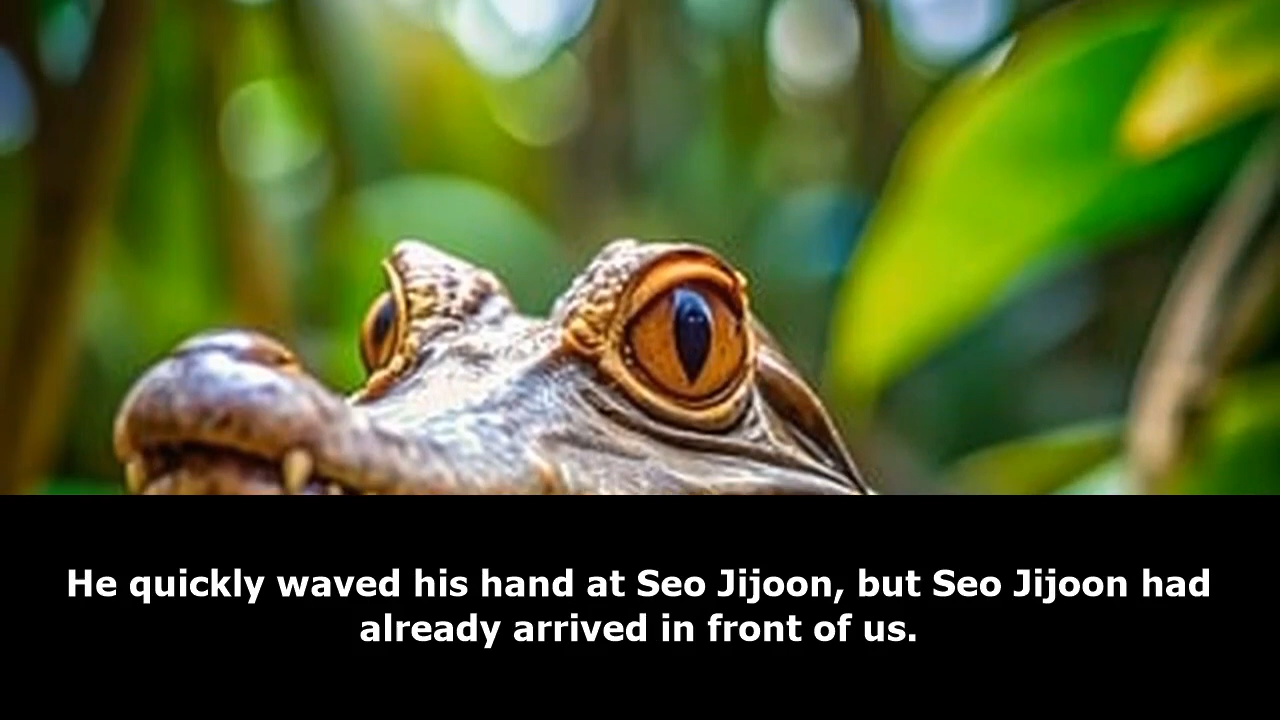 He quickly waved his hand at Seo Jijoon, but Seo Jijoon had
already arrived in front of us.